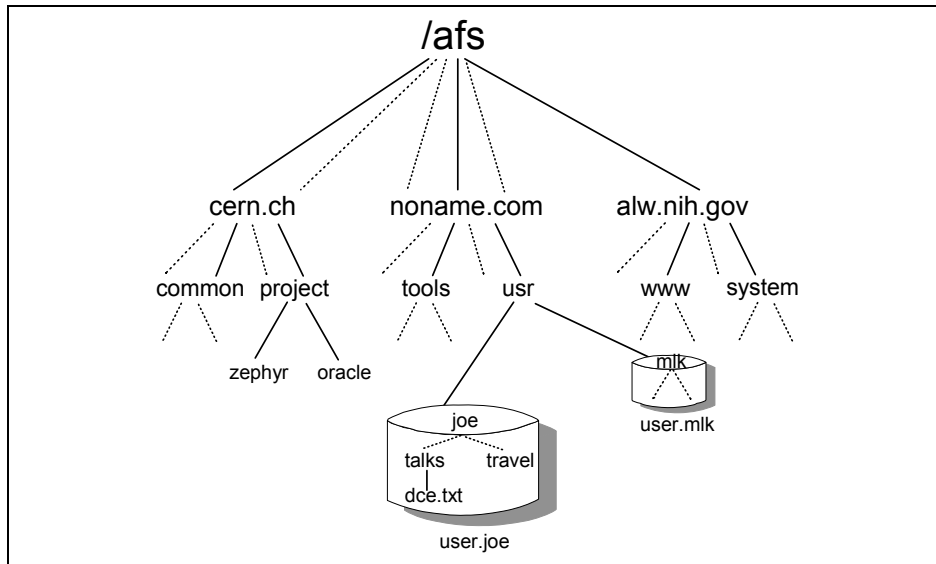 /afs
cern.ch noname.com alw.nih.gov
common project tools usr www system
zephyr oracle mlk
user.mlk
joe
talks travel
dce.txt
user.joe